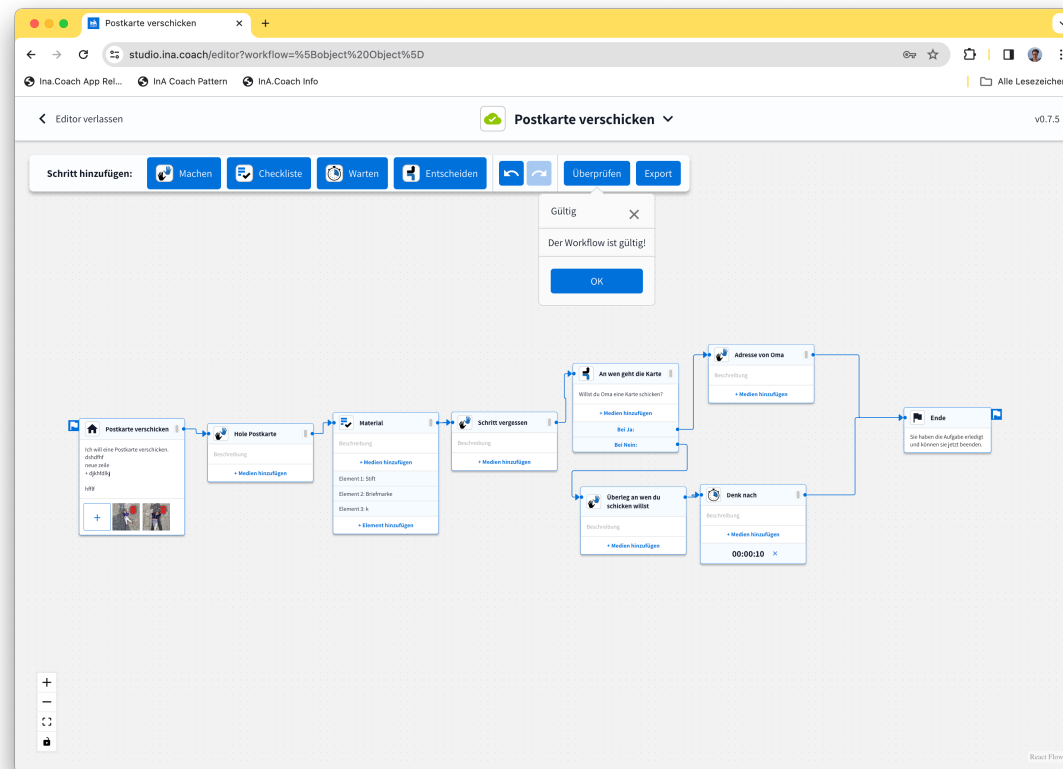 Postkarte verschicken
studio.ina.coach/editor?workflow=%5Bobject%20Object%5D
Ina.Coach App Rel...
InA Coach Pattern
InA.Coach Info
Alle Lesezeichen
Editor verlassen
Postkarte verschicken
v0.7.5
Schritt hinzufügen:
Machen
Checkliste
Warten
Entscheiden
Überprüfen
Export
Gültig
Der Workflow ist gültig!
OK
Postkarte verschicken
Ich will eine Postkarte verschicken.
dshdfhf
neue zeile
+ djkhfdlkj
hffif
+
Hole Postkarte
Beschreibung
+ Medien hinzufügen
Material
Beschreibung
+ Medien hinzufügen
Element 1: Stift
Element 2: Briefmarke
Element 3: k
+ Element hinzufügen
Schritt vergessen
Beschreibung
+ Medien hinzufügen
An wen geht die Karte
Willst du Oma eine Karte schicken?
+ Medien hinzufügen
Bei Ja:
Bei Nein:
Adresse von Oma
Beschreibung
+ Medien hinzufügen
Überleg an wen du
schicken willst
Beschreibung
+ Medien hinzufügen
Denk nach
Beschreibung
+ Medien hinzufügen
00:00:10
Ende
Sie haben die Aufgabe erledigt
und können sie jetzt beenden.
React Flow